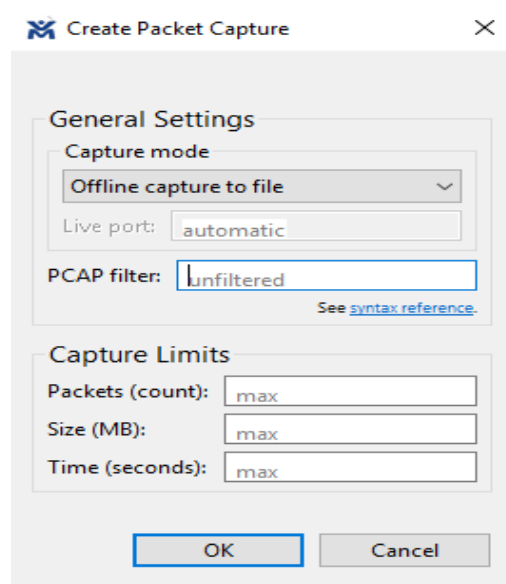 Create Packet Capture
General Settings
Capture mode
Offline capture to file
Live port: automatic
PCAP filter: unfiltered
See syntax reference.
Capture Limits
Packets (count): max
Size (MB): max
Time (seconds): max
OK Cancel